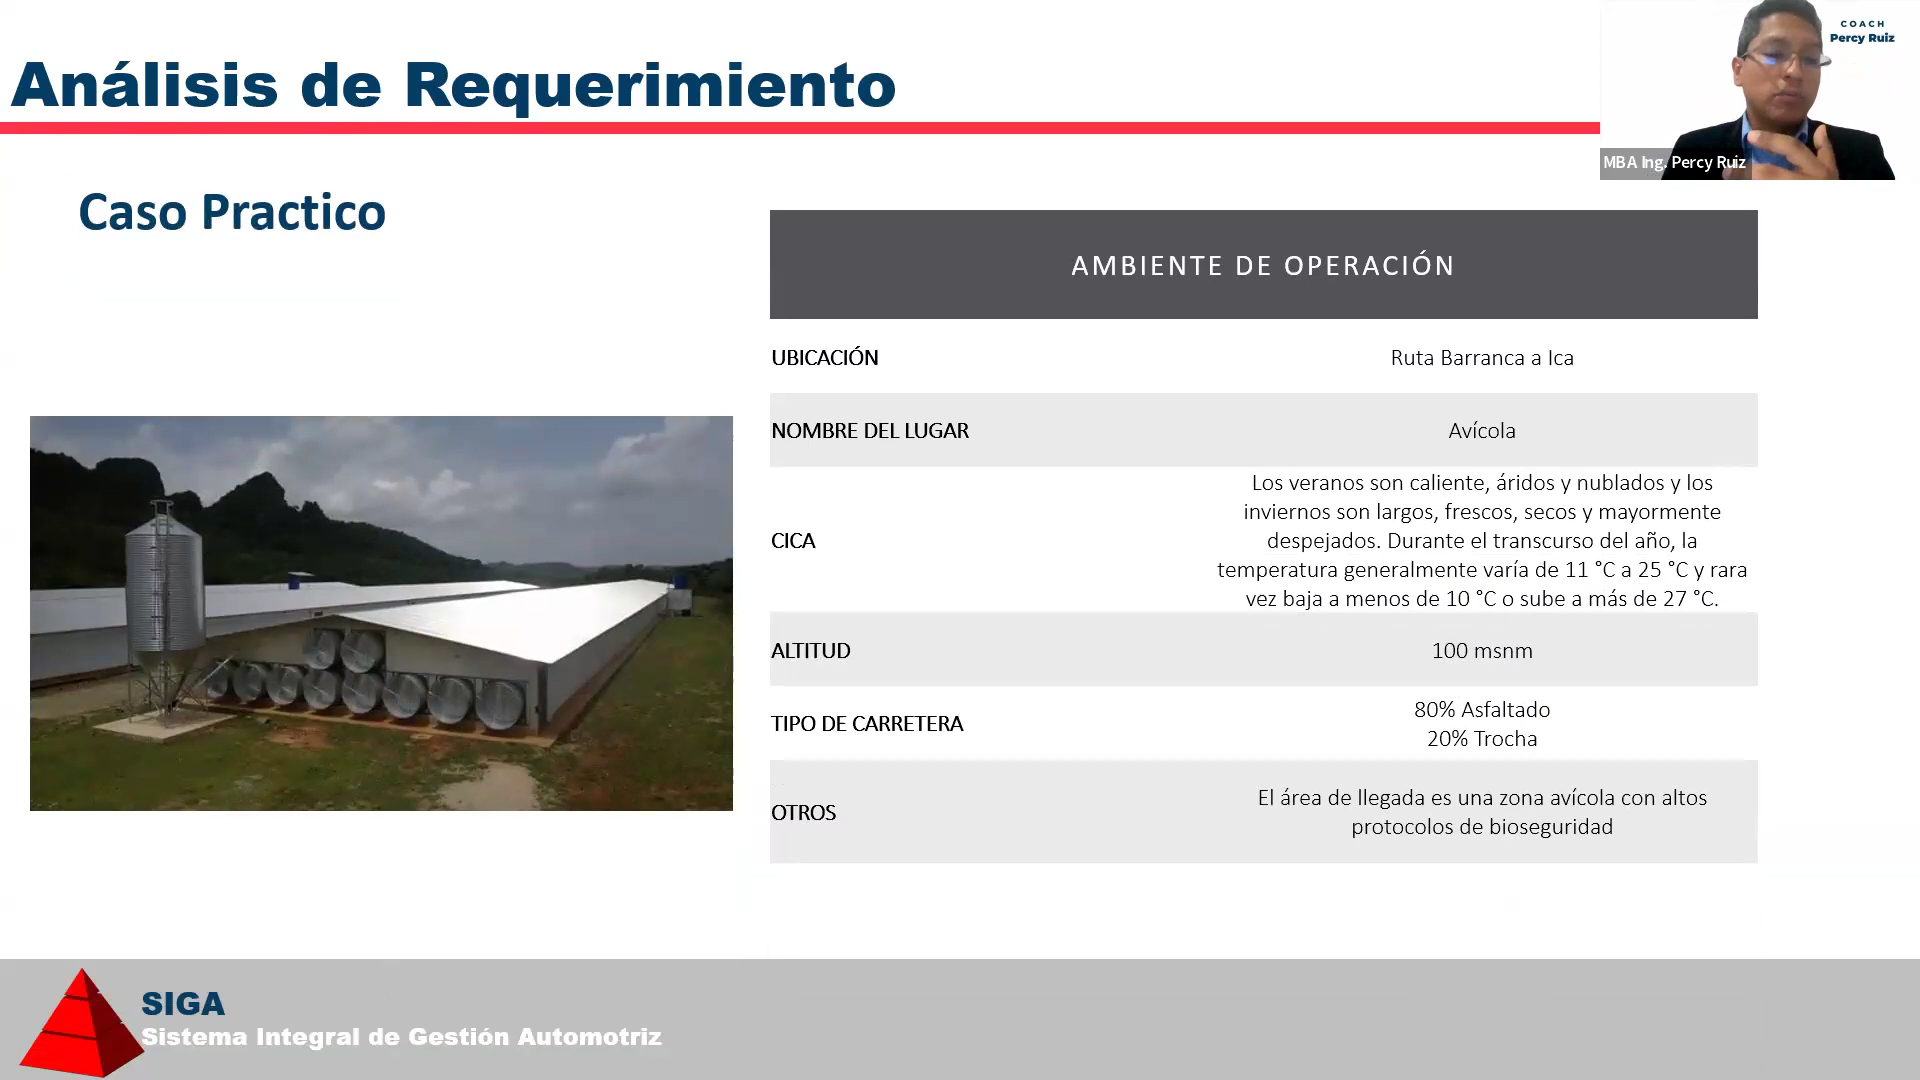 COACH
Percy Ruiz
Análisis de Requerimiento
MBA Ing. Percy Ruiz
Caso Practico
AMBIENTE DE OPERACIÓN
UBICACIÓN
Ruta Barranca a Ica
NOMBRE DEL LUGAR
Avícola
CICA
Los veranos son caliente, áridos y nublados y los
inviernos son largos, frescos, secos y mayormente
despejados. Durante el transcurso del año, la
temperatura generalmente varía de 11 °C a 25 °C y rara
vez baja a menos de 10 °C o sube a más de 27 °C.
ALTITUD
100 msnm
TIPO DE CARRETERA
80% Asfaltado
20% Trocha
OTROS
El área de llegada es una zona avícola con altos
protocolos de bioseguridad
SIGA
Sistema Integral de Gestión Automotriz